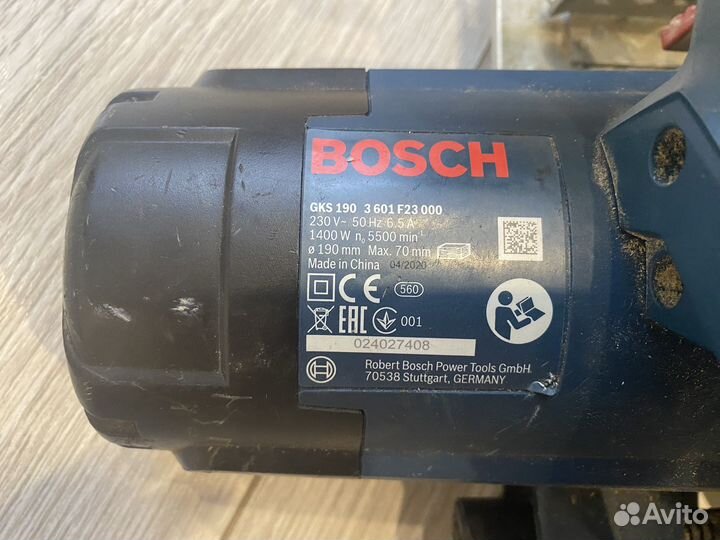 BOSCH
GKS 190 3 601 F23 000
230 V~ 50 Hz 6.5 A
1400 W n₀ 5500 min⁻¹
ø 190 mm Max. 70 mm
Made in China 04/2020
CE 560
EAC 001
024027408
Robert Bosch Power Tools GmbH
70538 Stuttgart, GERMANY
Avito